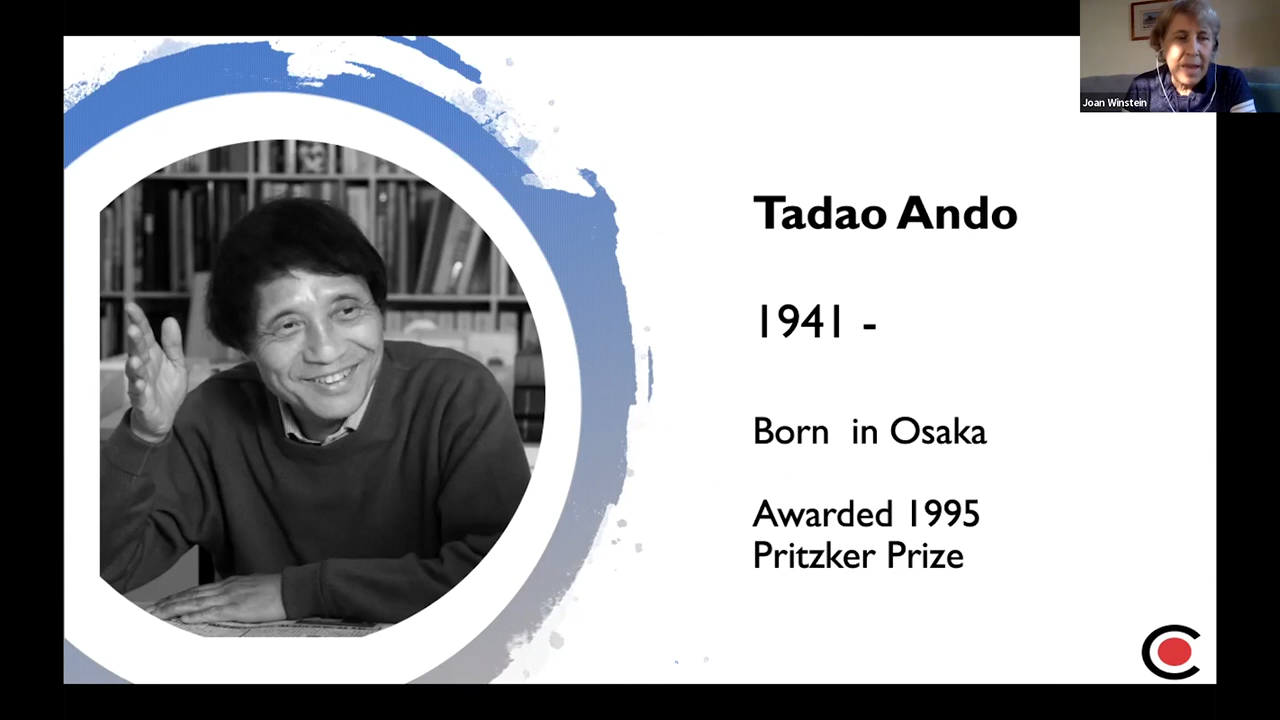 Joan Winstein
Tadao Ando
1941 -
Born in Osaka
Awarded 1995
Pritzker Prize